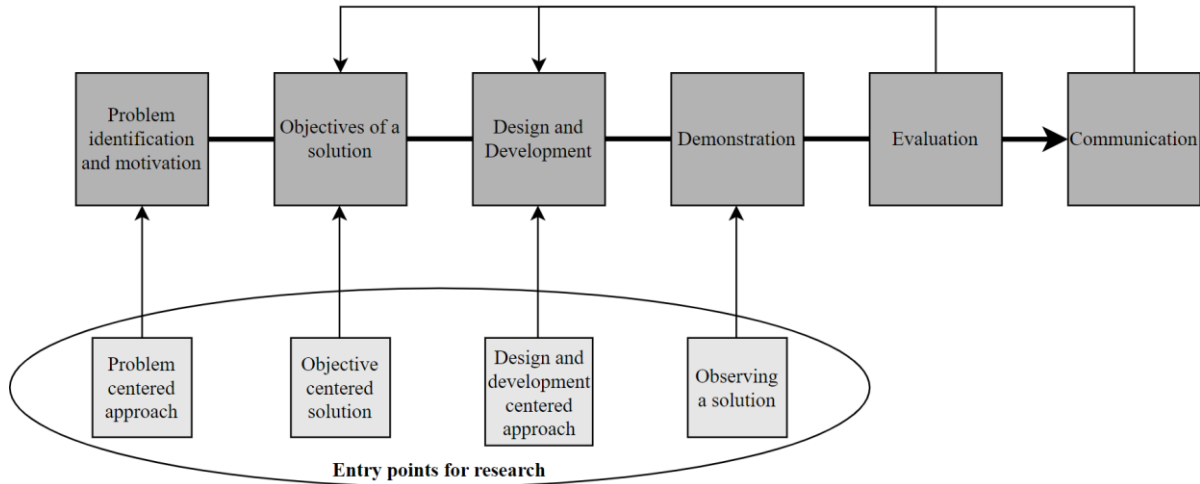 Problem
identification
and motivation
Objectives of a
solution
Design and
Development
Demonstration
Evaluation
Communication
Problem
centered
approach
Objective
centered
solution
Design and
development
centered
approach
Observing
a solution
Entry points for research